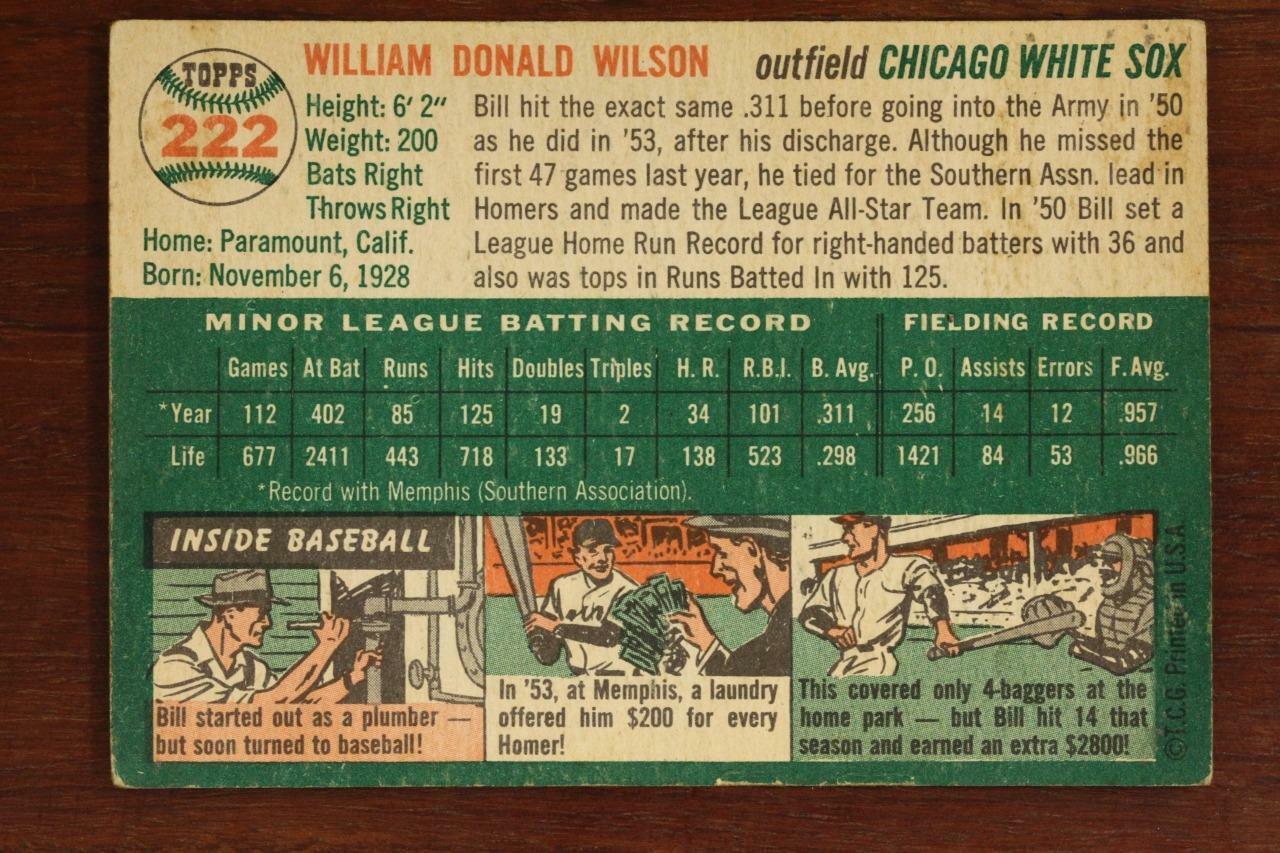 TOPPS
222
WILLIAM DONALD WILSON outfield CHICAGO WHITE SOX
Height: 6' 2"
Weight: 200
Bats Right
Throws Right
Home: Paramount, Calif.
Born: November 6, 1928
Bill hit the exact same .311 before going into the Army in '50
as he did in '53, after his discharge. Although he missed the
first 47 games last year, he tied for the Southern Assn. lead in
Homers and made the League All-Star Team. In '50 Bill set a
League Home Run Record for right-handed batters with 36 and
also was tops in Runs Batted In with 125.
MINOR LEAGUE BATTING RECORD FIELDING RECORD
Games At Bat Runs Hits Doubles Triples H. R. R.B.I. B. Avg. P. O. Assists Errors F. Avg.
*Year 112 402 85 125 19 2 34 101 .311 256 14 12 .957
Life 677 2411 443 718 133 17 138 523 .298 1421 84 53 .966
*Record with Memphis (Southern Association).
INSIDE BASEBALL
Bill started out as a plumber —
but soon turned to baseball!
In '53, at Memphis, a laundry
offered him $200 for every
Homer!
This covered only 4-baggers at the
home park — but Bill hit 14 that
season and earned an extra $2800!
©T.C.G. Printed in U.S.A